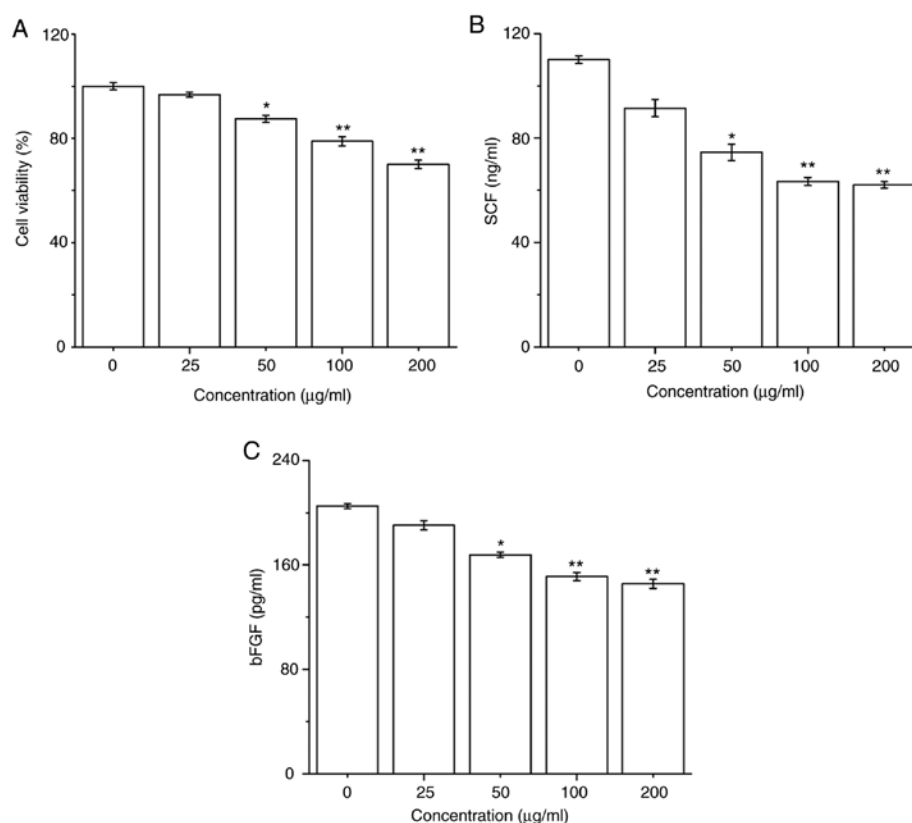 A
120
80
40
0
Cell viability (%)
*
**
**
0 25 50 100 200
Concentration (μg/ml)
B
120
80
40
0
SCF (ng/ml)
*
**
**
0 25 50 100 200
Concentration (μg/ml)
C
240
160
80
0
bFGF (pg/ml)
*
**
**
0 25 50 100 200
Concentration (μg/ml)